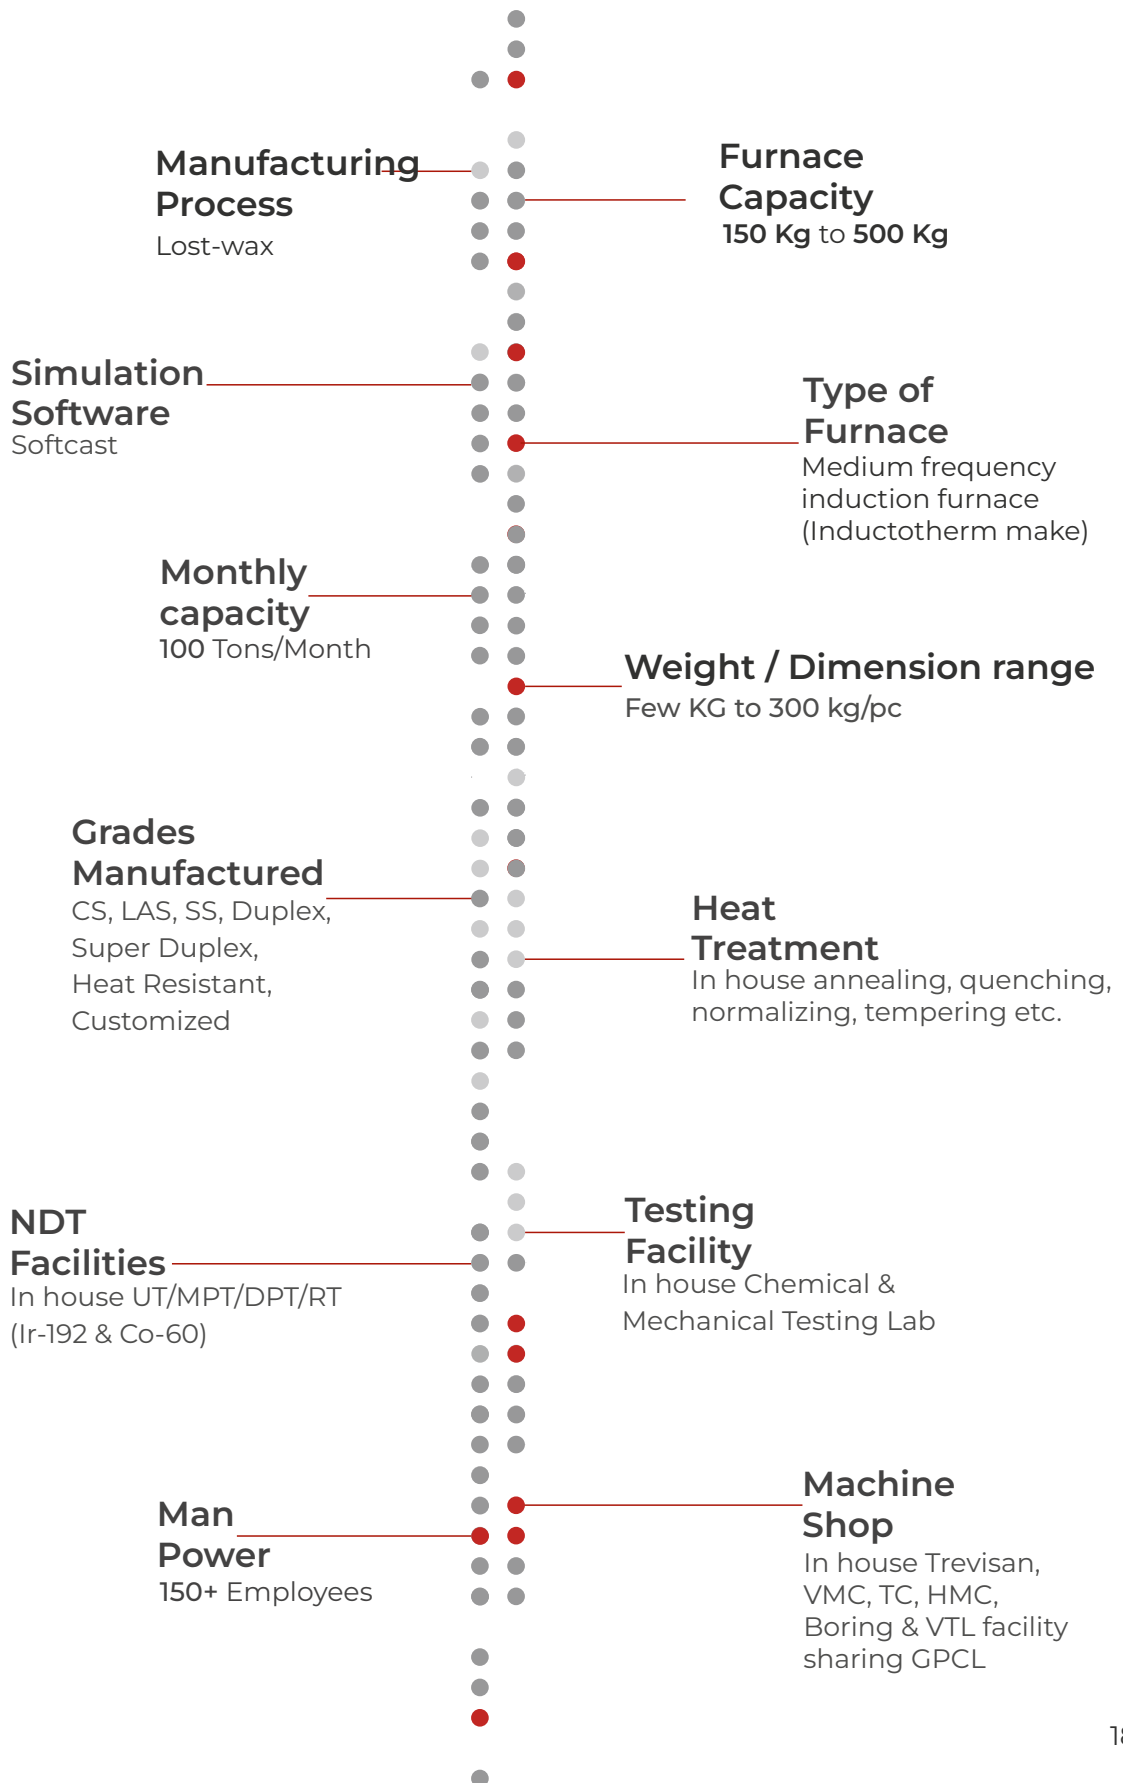 Manufacturing
Process
Lost-wax
Furnace
Capacity
150 Kg to 500 Kg
Simulation
Software
Softcast
Type of
Furnace
Medium frequency
induction furnace
(Inductotherm make)
Monthly
capacity
100 Tons/Month
Weight / Dimension range
Few KG to 300 kg/pc
Grades
Manufactured
CS, LAS, SS, Duplex,
Super Duplex,
Heat Resistant,
Customized
Heat
Treatment
In house annealing, quenching,
normalizing, tempering etc.
NDT
Facilities
In house UT/MPT/DPT/RT
(Ir-192 & Co-60)
Testing
Facility
In house Chemical &
Mechanical Testing Lab
Man
Power
150+ Employees
Machine
Shop
In house Trevisan,
VMC, TC, HMC,
Boring & VTL facility
sharing GPCL
18